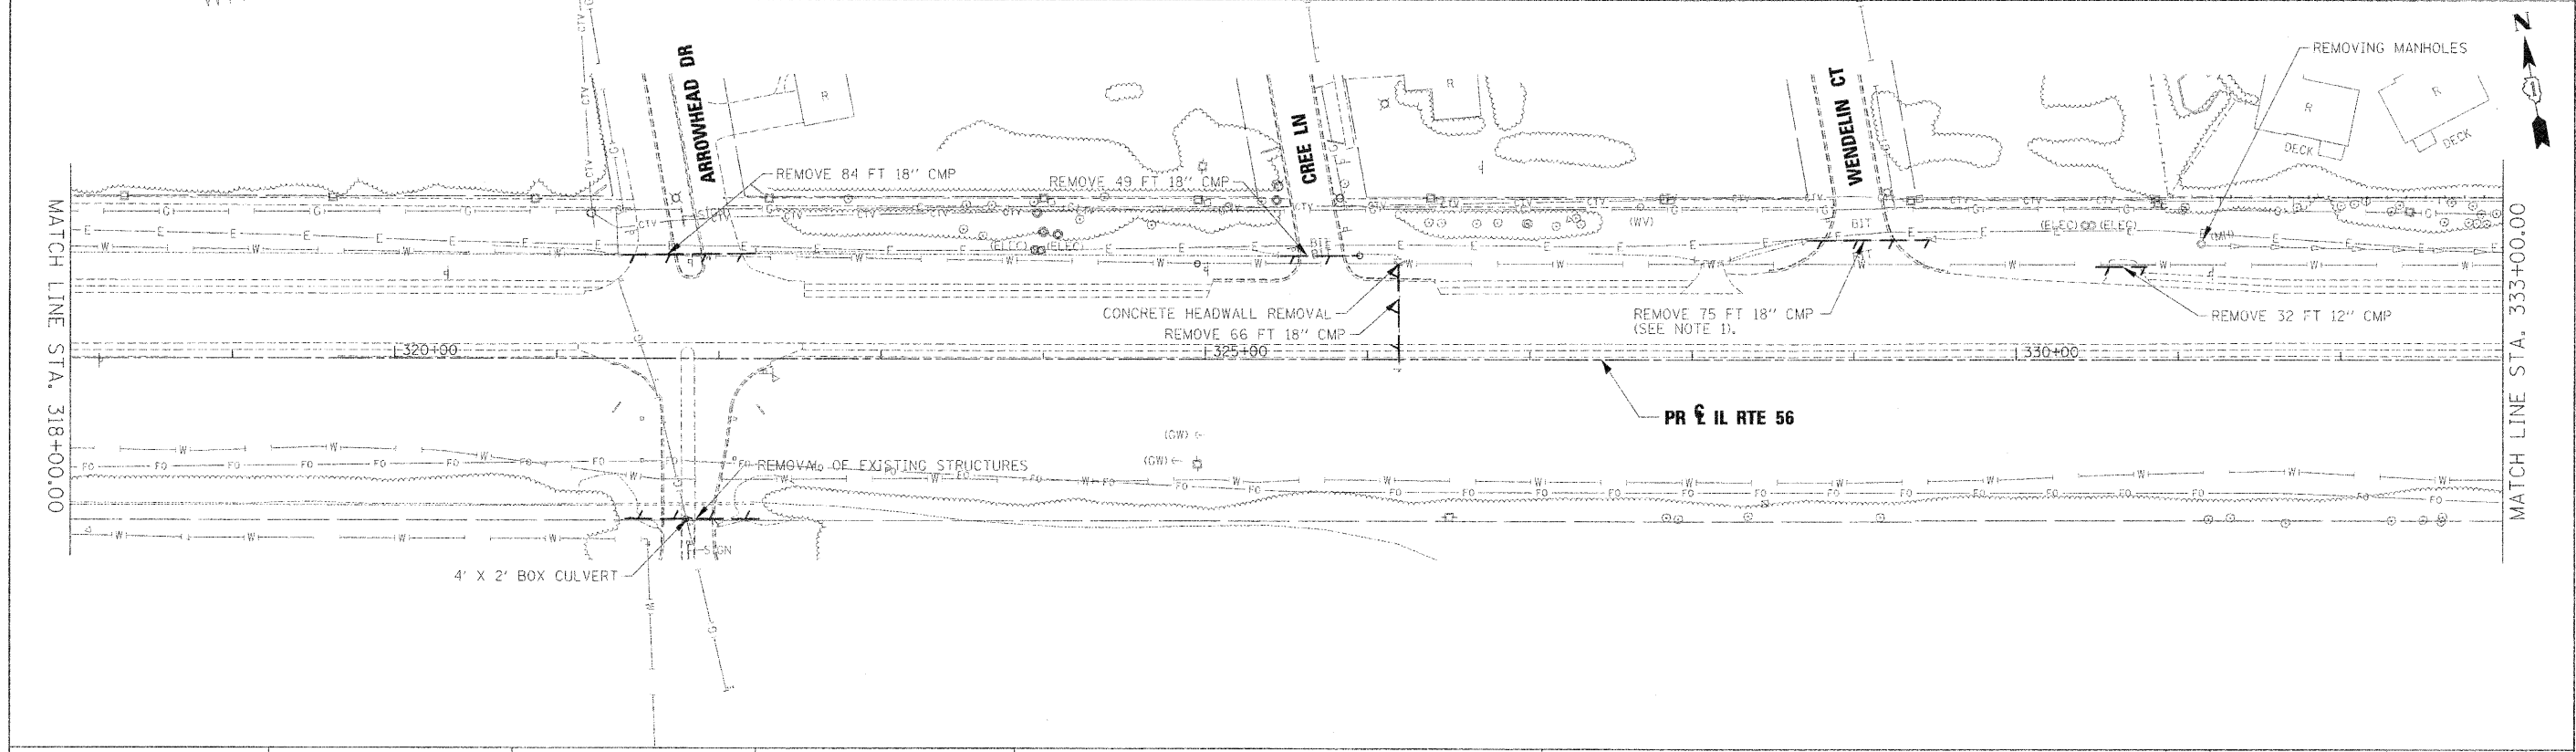 N
REMOVING MANHOLES
ARROWHEAD DR
CREE LN
WENDELIN CT
R
R
R
R
DECK
DECK
REMOVE 84 FT 18" CMP
REMOVE 49 FT 18" CMP
BIT
(WV)
(ELEC) (ELEC)
(ELEC) (ELEC)
(MH)
CONCRETE HEADWALL REMOVAL
REMOVE 66 FT 18" CMP
REMOVE 75 FT 18" CMP
(SEE NOTE 1).
REMOVE 32 FT 12" CMP
MATCH LINE STA. 318+00.00
MATCH LINE STA. 333+00.00
320+00
325+00
330+00
PR ℄ IL RTE 56
(GW)
(GW)
REMOVAL OF EXISTING STRUCTURES
SIGN
4' X 2' BOX CULVERT